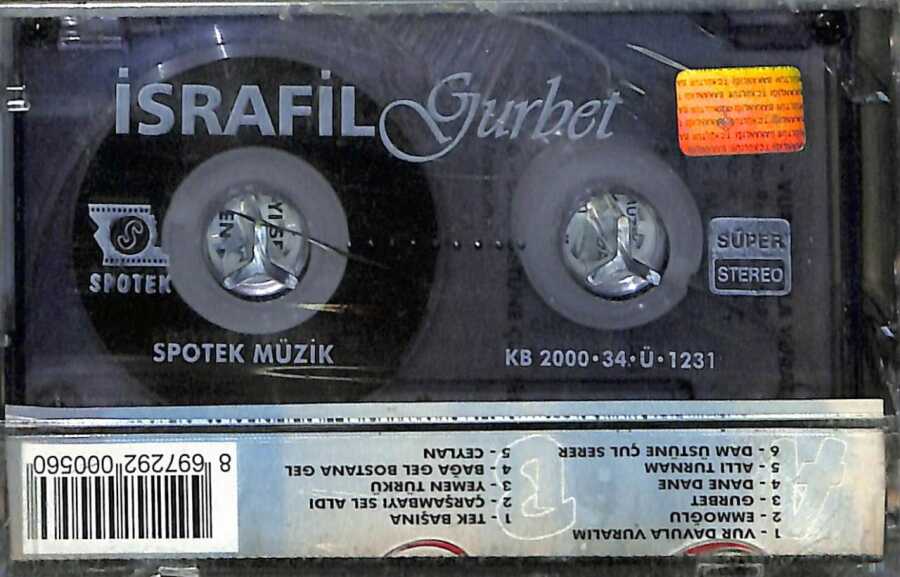 İSRAFİL
Gurbet
SPOTEK
SPOTEK MÜZİK
KB 2000·34·Ü·1231
SÜPER
STEREO
A
1 - VUR DAVULA VURALIM
2 - EMMOĞLU
3 - GURBET
4 - DANE DANE
5 - ALLI TURNAM
6 - DAM ÜSTÜNE ÇUL SERER
B
1 - TEK BAŞINA
2 - ÇARŞAMBAYI SEL ALDI
3 - YEMEN TÜRKÜ
4 - BAĞA GEL BOSTANA GEL
5 - CEYLAN
8 697292 000560